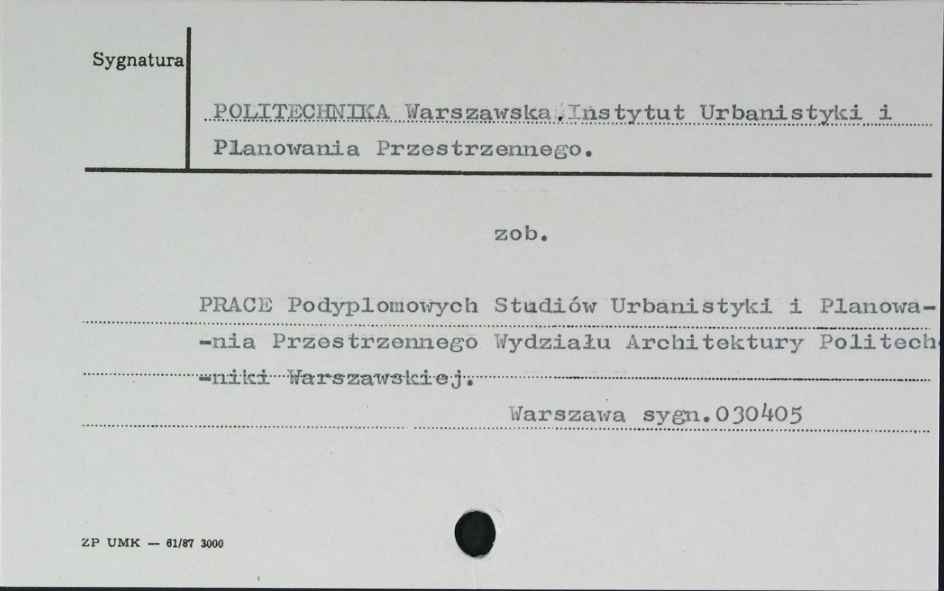 Sygnatura
POLITECHNIKA Warszawska.Instytut Urbanistyki i
Planowania Przestrzennego.
zob.
PRACE Podyplomowych Studiów Urbanistyki i Planowa-
-nia Przestrzennego Wydziału Architektury Politech
-niki Warszawskiej.
Warszawa sygn.030405
ZP UMK — 61/87 3000